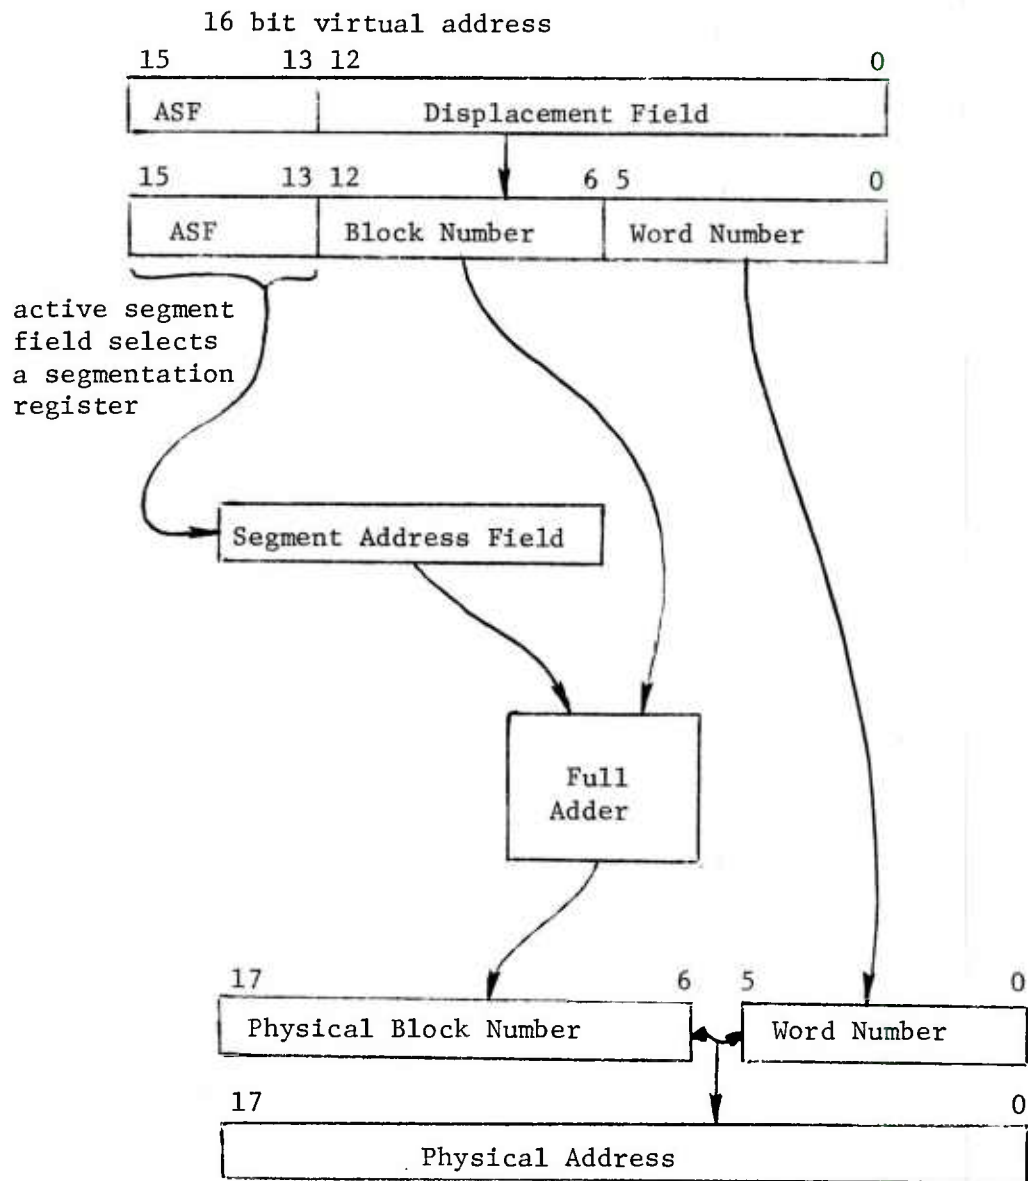 16 bit virtual address
15 13 12 0
ASF Displacement Field
15 13 12 6 5 0
ASF Block Number Word Number
active segment
field selects
a segmentation
register
Segment Address Field
Full
Adder
17 6 5 0
Physical Block Number Word Number
17 0
Physical Address